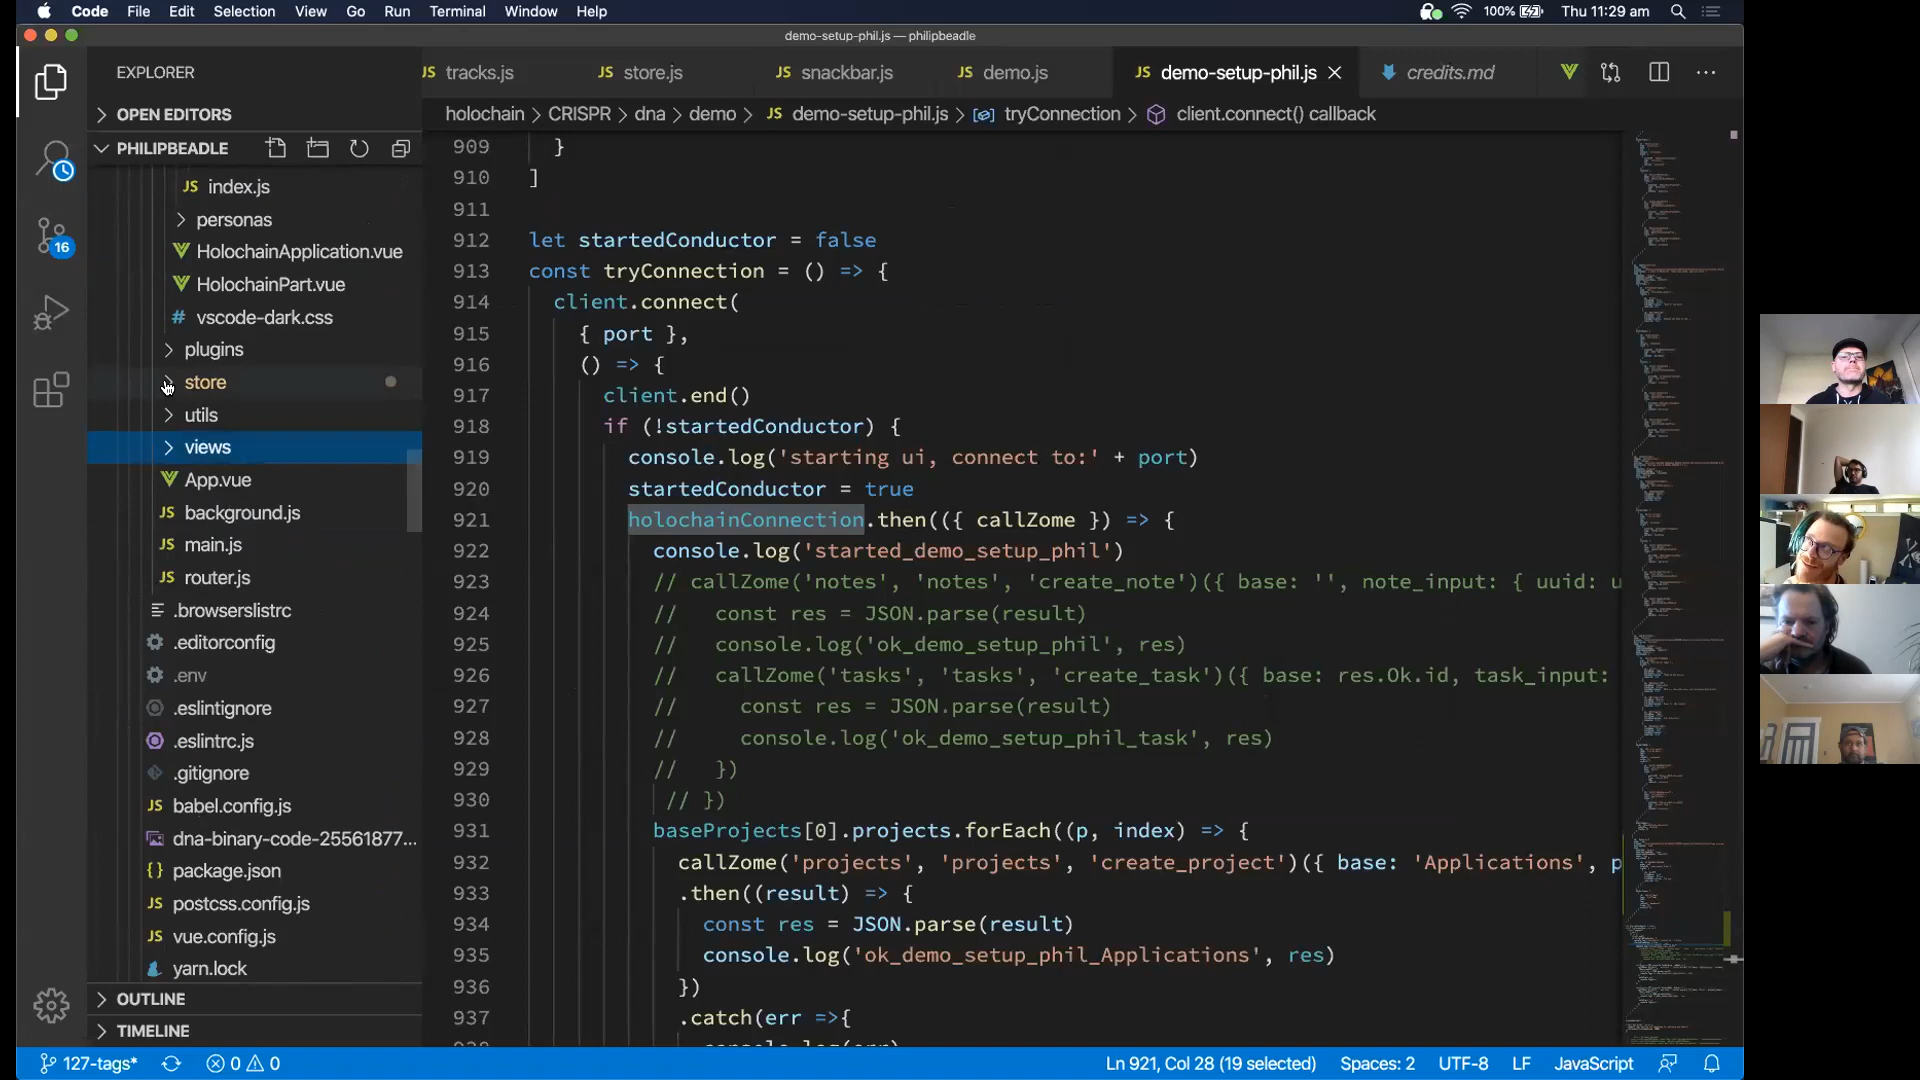 Code File Edit Selection View Go Run Terminal Window Help 100% Thu 11:29 am
demo-setup-phil.js — philipbeadle
EXPLORER
JS tracks.js JS store.js JS snackbar.js JS demo.js JS demo-setup-phil.js credits.md
OPEN EDITORS
holochain > CRISPR > dna > demo > JS demo-setup-phil.js > tryConnection > client.connect() callback
PHILIPBEADLE
JS index.js
personas
HolochainApplication.vue
HolochainPart.vue
# vscode-dark.css
plugins
store
utils
views
App.vue
JS background.js
JS main.js
JS router.js
.browserslistrc
.editorconfig
.env
.eslintignore
.eslintrc.js
.gitignore
JS babel.config.js
dna-binary-code-25561877...
{} package.json
JS postcss.config.js
JS vue.config.js
yarn.lock
OUTLINE
TIMELINE
16
909 }
910 ]
911
912 let startedConductor = false
913 const tryConnection = () => {
914 client.connect(
915 { port },
916 () => {
917 client.end()
918 if (!startedConductor) {
919 console.log('starting ui, connect to:' + port)
920 startedConductor = true
921 holochainConnection.then(({ callZome }) => {
922 console.log('started_demo_setup_phil')
923 // callZome('notes', 'notes', 'create_note')({ base: '', note_input: { uuid: u
924 // const res = JSON.parse(result)
925 // console.log('ok_demo_setup_phil', res)
926 // callZome('tasks', 'tasks', 'create_task')({ base: res.Ok.id, task_input:
927 // const res = JSON.parse(result)
928 // console.log('ok_demo_setup_phil_task', res)
929 // })
930 // })
931 baseProjects[0].projects.forEach((p, index) => {
932 callZome('projects', 'projects', 'create_project')({ base: 'Applications', p
933 .then((result) => {
934 const res = JSON.parse(result)
935 console.log('ok_demo_setup_phil_Applications', res)
936 })
937 .catch(err =>{
127-tags* 0 0 Ln 921, Col 28 (19 selected) Spaces: 2 UTF-8 LF JavaScript